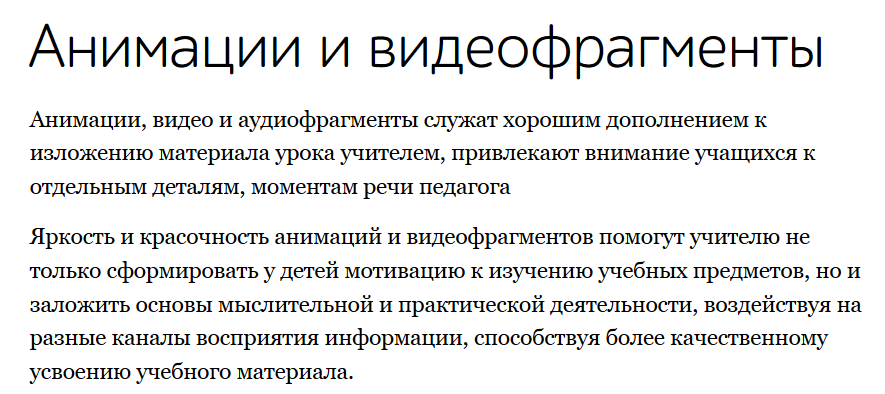 Анимации и видеофрагменты
Анимации, видео и аудиофрагменты служат хорошим дополнением к
изложению материала урока учителем, привлекают внимание учащихся к
отдельным деталям, моментам речи педагога
Яркость и красочность анимаций и видеофрагментов помогут учителю не
только сформировать у детей мотивацию к изучению учебных предметов, но и
заложить основы мыслительной и практической деятельности, воздействуя на
разные каналы восприятия информации, способствуя более качественному
усвоению учебного материала.